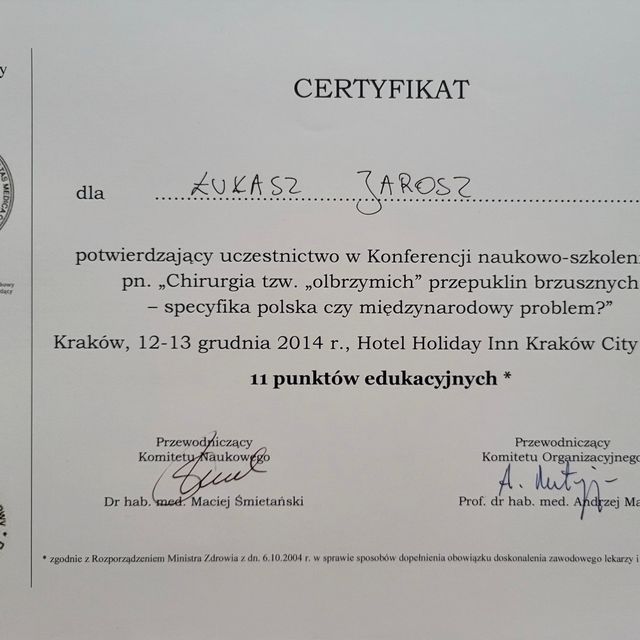 CERTYFIKAT
dla ŁUKASZ JAROSZ
potwierdzający uczestnictwo w Konferencji naukowo-szkoleni
pn. „Chirurgia tzw. „olbrzymich” przepuklin brzusznych
– specyfika polska czy międzynarodowy problem?”
Kraków, 12-13 grudnia 2014 r., Hotel Holiday Inn Kraków City
11 punktów edukacyjnych *
Przewodniczący
Komitetu Naukowego
Dr hab. med. Maciej Śmietański
Przewodniczący
Komitetu Organizacyjnego
Prof. dr hab. med. Andrzej Ma
* zgodnie z Rozporządzeniem Ministra Zdrowia z dn. 6.10.2004 r. w sprawie sposobów dopełnienia obowiązku doskonalenia zawodowego lekarzy i